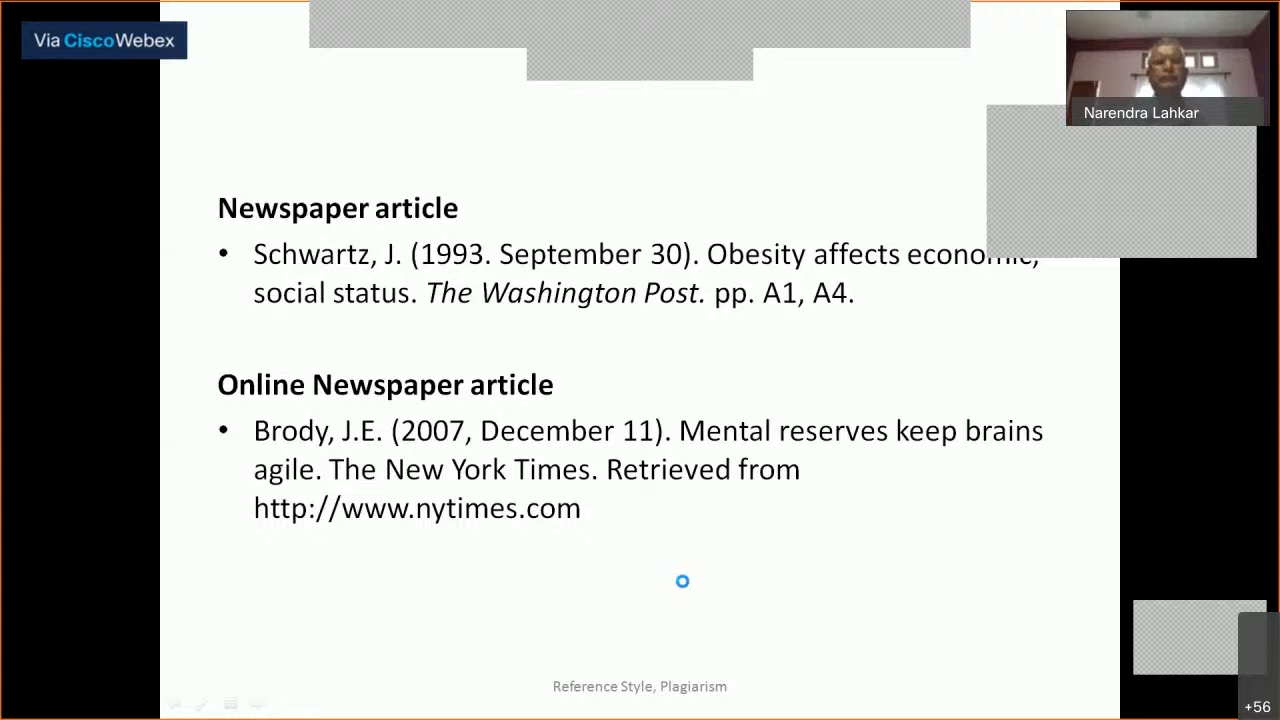 Via CiscoWebex
Narendra Lahkar
Newspaper article
• Schwartz, J. (1993. September 30). Obesity affects economic,
social status. The Washington Post. pp. A1, A4.
Online Newspaper article
• Brody, J.E. (2007, December 11). Mental reserves keep brains
agile. The New York Times. Retrieved from
http://www.nytimes.com
Reference Style, Plagiarism
+56